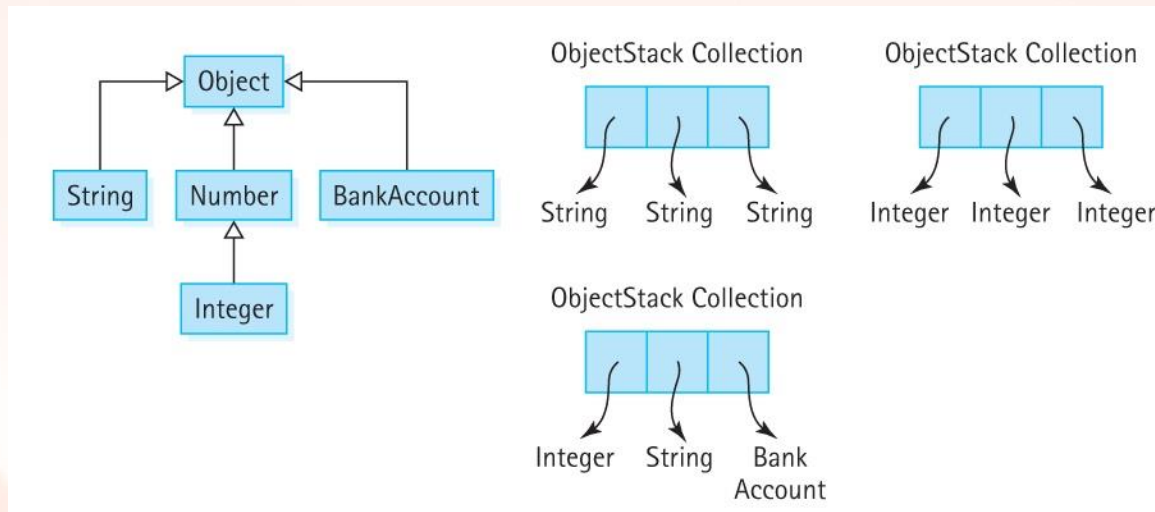 Object
String
Number
BankAccount
Integer
ObjectStack Collection
String String String
ObjectStack Collection
Integer Integer Integer
ObjectStack Collection
Integer String Bank
Account